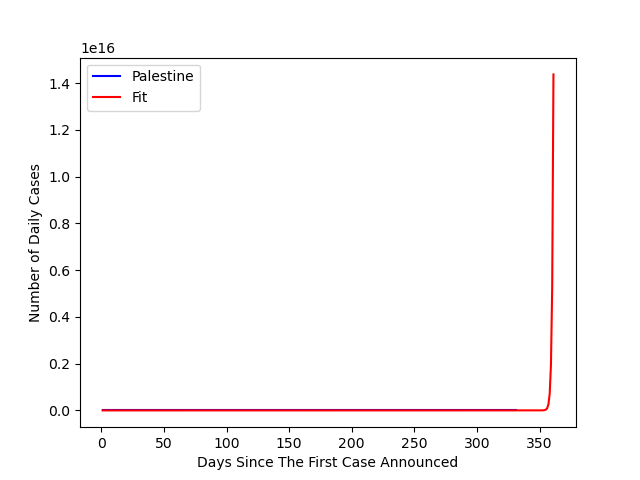 1e16
Palestine
Fit
1.4
1.2
1.0
0.8
0.6
0.4
0.2
0.0
Number of Daily Cases
0 50 100 150 200 250 300 350
Days Since The First Case Announced